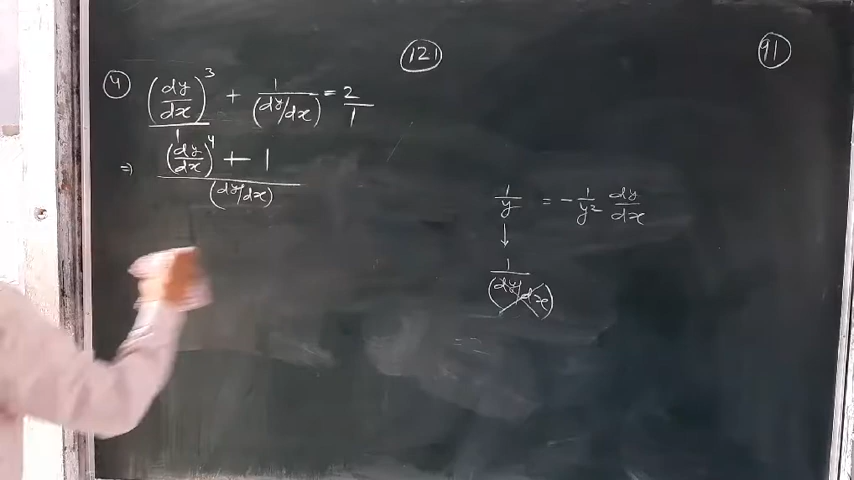 121
91
4 (dy/dx)^3 + 1/(dy/dx) = 2/1
⇒ ((dy/dx)^4 + 1)/(dy/dx)
1/y = - 1/y² dy/dx
↓
1/(dy/dx)